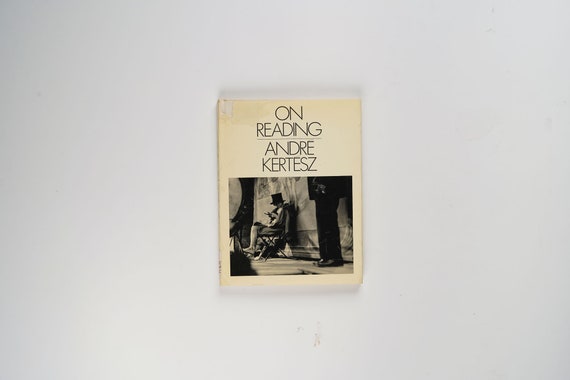 ON
READING
ANDRE
KERTESZ